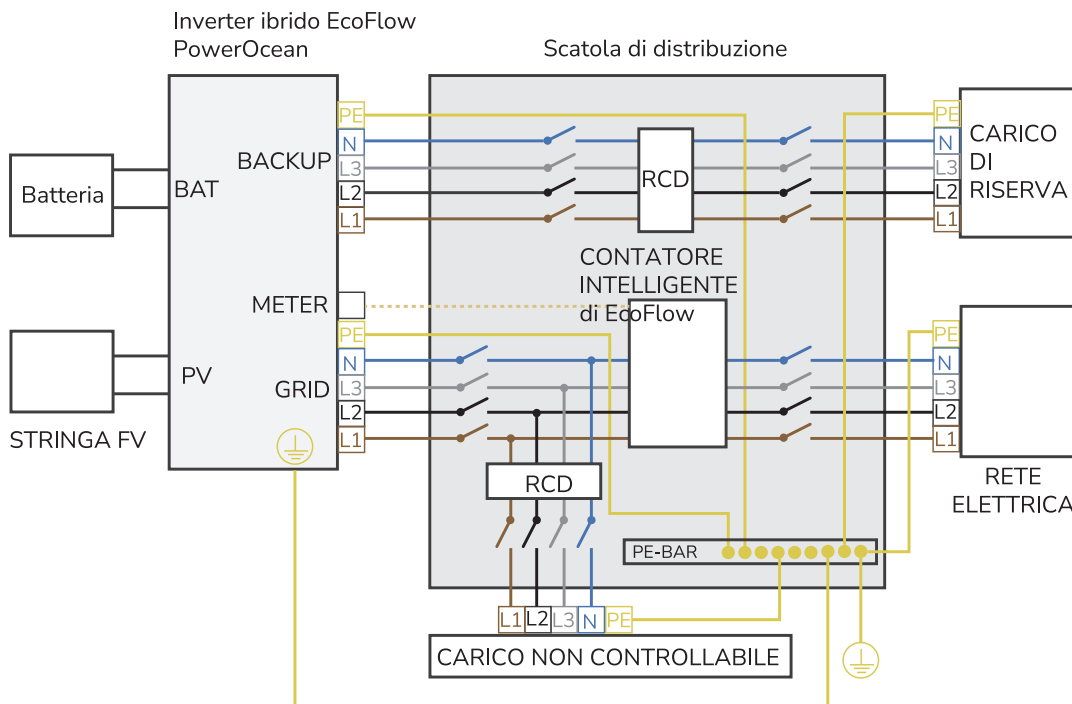 Inverter ibrido EcoFlow
PowerOcean
Scatola di distribuzione
PE
N
L3
L2
L1
BACKUP
BAT
Batteria
RCD
PE
N
L3
L2
L1
CARICO
DI
RISERVA
CONTATORE
INTELLIGENTE
di EcoFlow
METER
PE
N
L3
L2
L1
PV
GRID
STRINGA FV
PE
N
L3
L2
L1
RETE
ELETTRICA
RCD
PE-BAR
L1 L2 L3 N PE
CARICO NON CONTROLLABILE